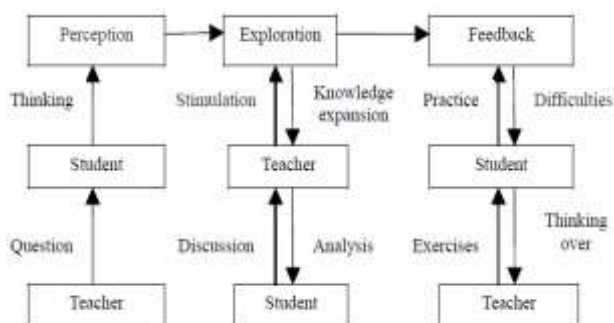 Perception Exploration Feedback
Thinking Stimulation Knowledge expansion Practice Difficulties
Student Teacher Student
Question Discussion Analysis Exercises Thinking over
Teacher Student Teacher